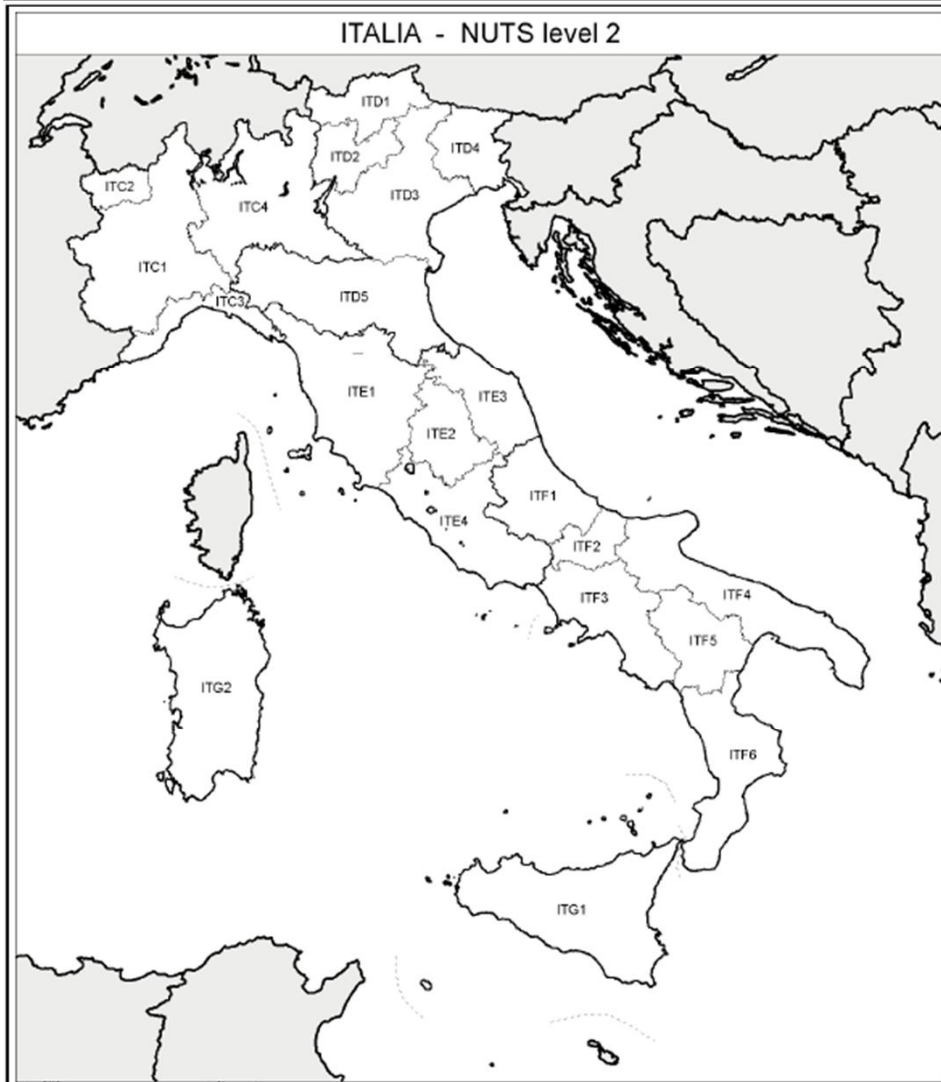 ITALIA - NUTS level 2
ITD1
ITD2
ITD4
ITC2
ITD3
ITC4
ITC1
ITD5
ITC3
ITE1
ITE3
ITE2
ITF1
ITE4
ITF2
ITF3
ITF4
ITF5
ITG2
ITF6
ITG1